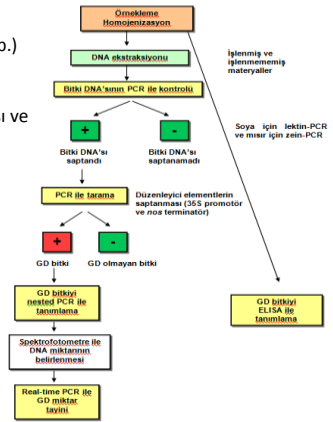 Örnekleme
Homojenizasyon
b.)
DNA ekstraksiyonu
İşlenmiş ve
işlenmememiş
materyaller
Bitki DNA'sının PCR ile kontrolü
sı ve
+
-
Bitki DNA'sı
saptandı
Bitki DNA'sı
saptanamadı
Soya için lektin-PCR
ve mısır için zein-PCR
PCR ile tarama
Düzenleyici elementlerin
saptanması (35S promotör
ve nos terminatör)
+
-
GD bitki
GD olmayan bitki
GD bitkiyi
nested PCR ile
tanımlama
GD bitkiyi
ELISA ile
tanımlama
Spektrofotometre ile
DNA miktarının
belirlenmesi
Real-time PCR ile
GD miktar
tayini